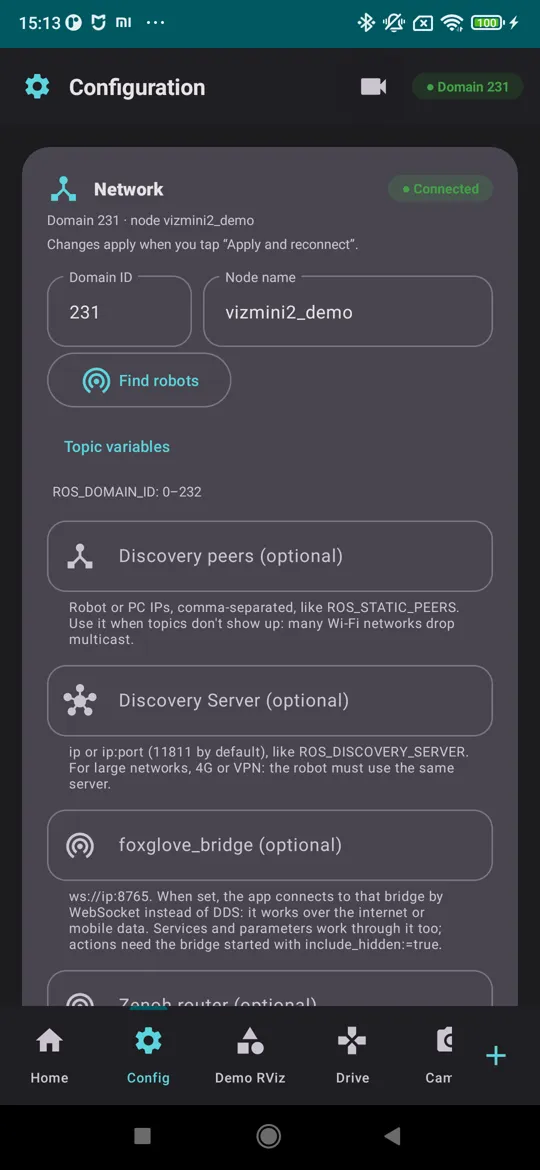 15:13
100
Configuration
Domain 231
Network
Connected
Domain 231 · node vizmini2_demo
Changes apply when you tap “Apply and reconnect”.
Domain ID
Node name
231
vizmini2_demo
Find robots
Topic variables
ROS_DOMAIN_ID: 0–232
Discovery peers (optional)
Robot or PC IPs, comma-separated, like ROS_STATIC_PEERS.
Use it when topics don't show up: many Wi-Fi networks drop
multicast.
Discovery Server (optional)
ip or ip:port (11811 by default), like ROS_DISCOVERY_SERVER.
For large networks, 4G or VPN: the robot must use the same
server.
foxglove_bridge (optional)
ws://ip:8765. When set, the app connects to that bridge by
WebSocket instead of DDS: it works over the internet or
mobile data. Services and parameters work through it too;
actions need the bridge started with include_hidden:=true.
Zenoh router (optional)
Home
Config
Demo RViz
Drive
Cam